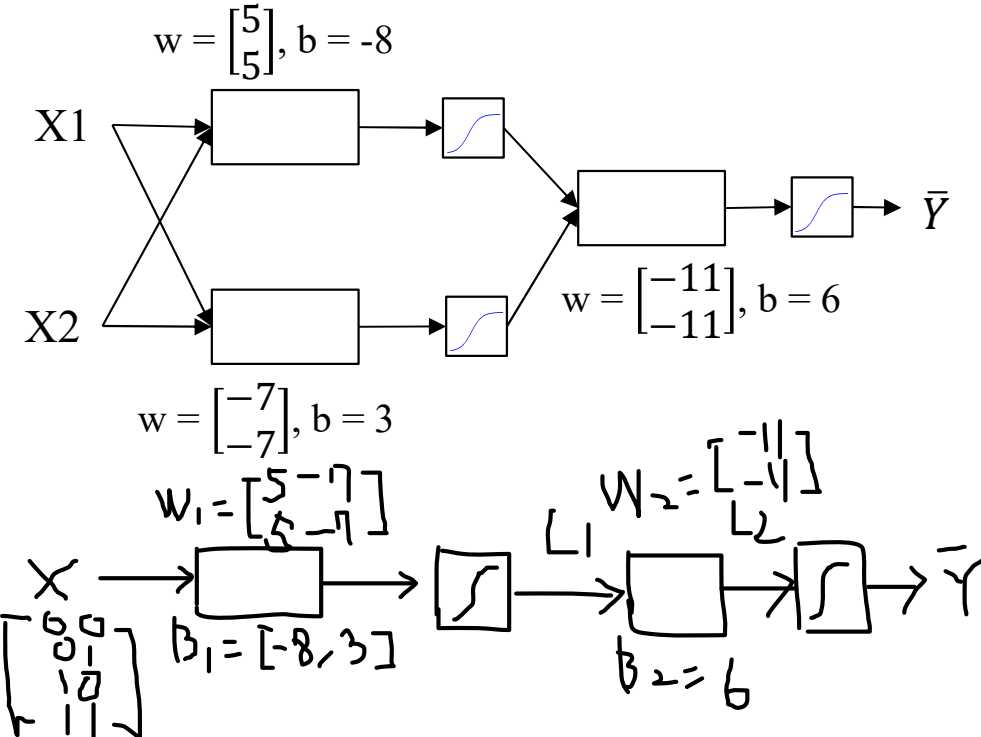 w = [5 5], b = -8
X1
X2
Ȳ
w = [−11 −11], b = 6
w = [−7 −7], b = 3
W₁ = [5 −7
5 −7]
W₂ = [−11
−11]
L1
L2
X
Ȳ
B₁ = [-8, 3]
B₂ = 6
[0 0
0 1
1 0
1 1]